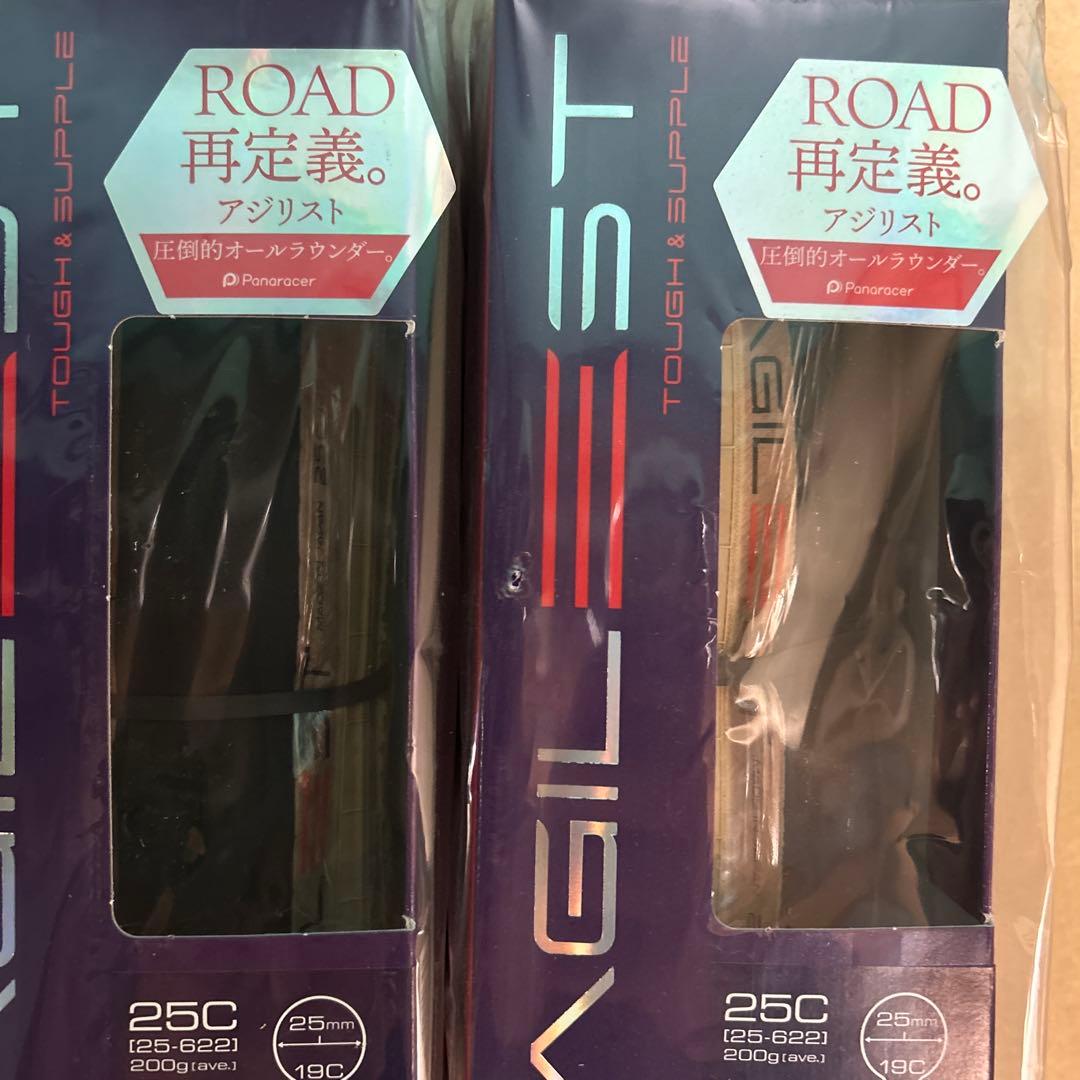 TOUGH & SUPPLE
ROAD
再定義。
アジリスト
圧倒的オールラウンダー。
Panaracer
25C
[25-622]
200g[ave.]
25mm
19C
AGILEST
TOUGH & SUPPLE
ROAD
再定義。
アジリスト
圧倒的オールラウンダー。
Panaracer
AGILE
25C
[25-622]
200g[ave.]
25mm
19C